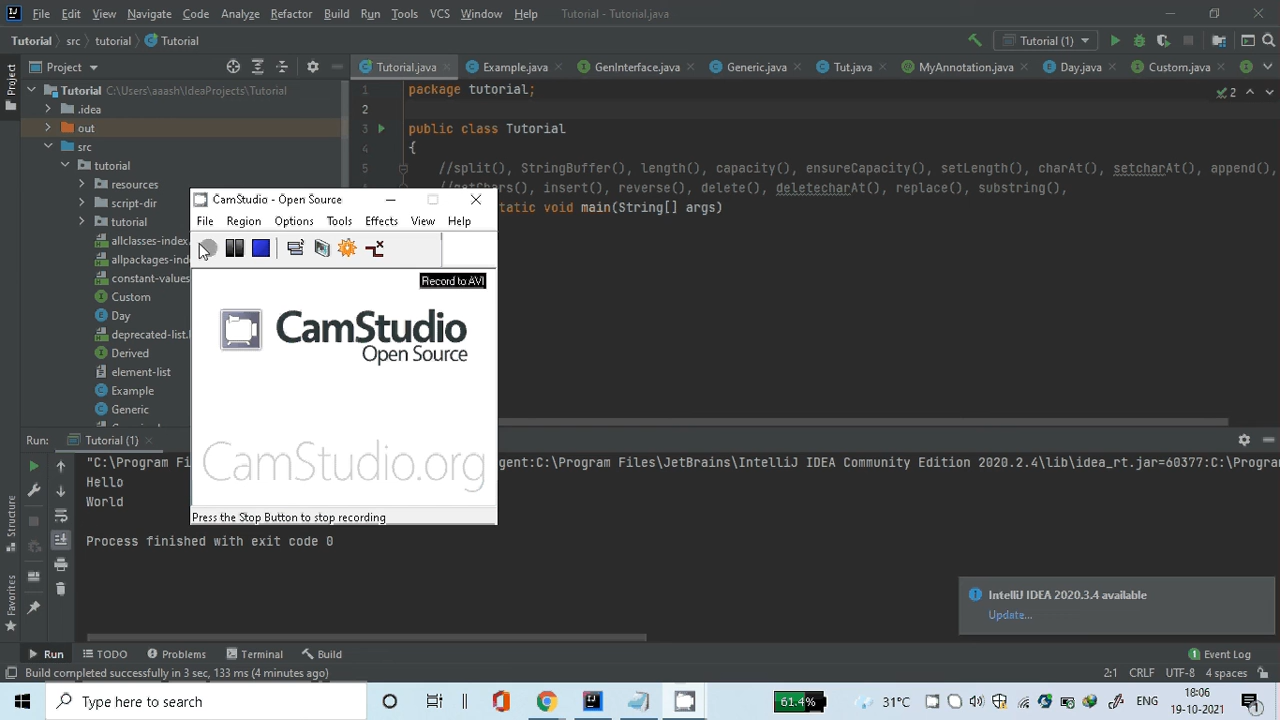 File Edit View Navigate Code Analyze Refactor Build Run Tools VCS Window Help Tutorial - Tutorial.java
Tutorial src tutorial Tutorial Tutorial (1)
Project
Project
Tutorial.java Example.java GenInterface.java Generic.java Tut.java MyAnnotation.java Day.java Custom.java
Tutorial C:\Users\aaash\IdeaProjects\Tutorial
.idea
out
src
tutorial
resources
script-dir
tutorial
allclasses-index
allpackages-ind
constant-values
Custom
Day
deprecated-list.
Derived
element-list
Example
Generic
2
1 package tutorial;
2
3 public class Tutorial
4 {
5 //split(), StringBuffer(), length(), capacity(), ensureCapacity(), setLength(), charAt(), setcharAt(), append(),
//getChars(), insert(), reverse(), delete(), deletecharAt(), replace(), substring(),
static void main(String[] args)
CamStudio - Open Source
File Region Options Tools Effects View Help
Record to AVI
CamStudio
Open Source
CamStudio.org
Press the Stop Button to stop recording
Run: Tutorial (1)
"C:\Program Fi
gent:C:\Program Files\JetBrains\IntelliJ IDEA Community Edition 2020.2.4\lib\idea_rt.jar=60377:C:\Progra
Hello
World
Process finished with exit code 0
Structure
Favorites
IntelliJ IDEA 2020.3.4 available
Update...
Run TODO Problems Terminal Build Event Log
1
Build completed successfully in 3 sec, 133 ms (4 minutes ago) 2:1 CRLF UTF-8 4 spaces
Type here to search 61.4% 31°C ENG 18:06
19-10-2021
1